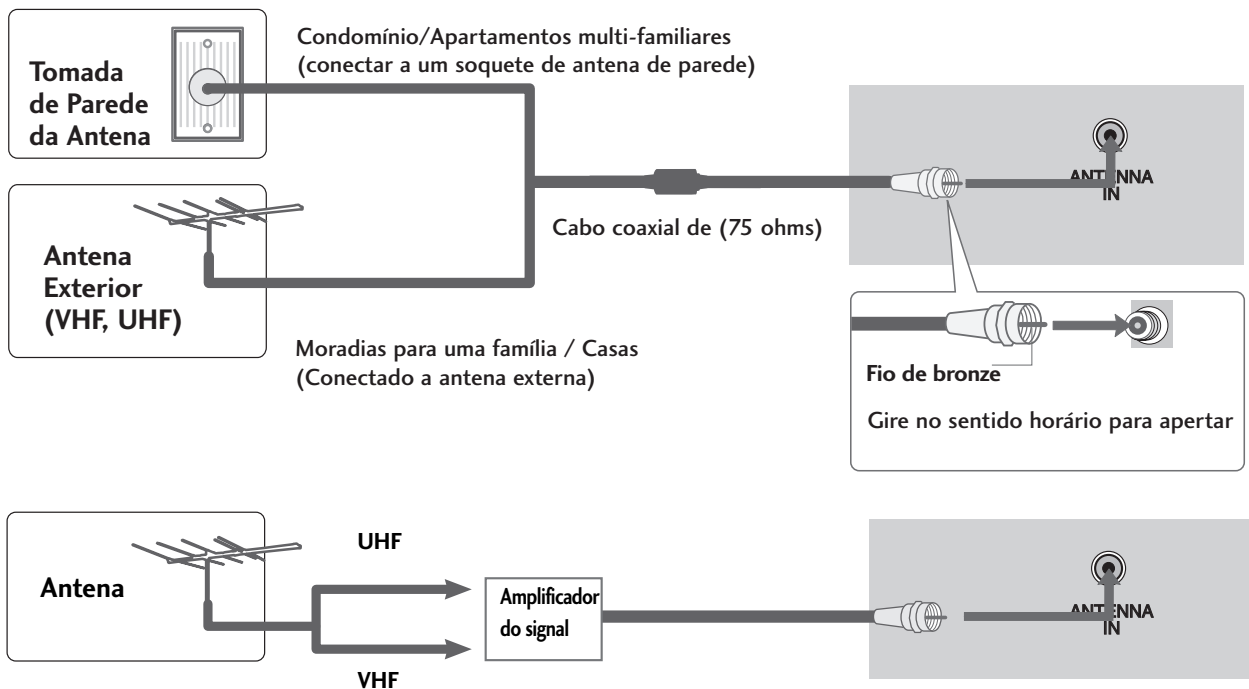 Condomínio/Apartamentos multi-familiares
(conectar a um soquete de antena de parede)
Tomada
de Parede
da Antena
ANTENNA
IN
Cabo coaxial de (75 ohms)
Antena
Exterior
(VHF, UHF)
Moradias para uma família / Casas
(Conectado a antena externa)
Fio de bronze
Gire no sentido horário para apertar
Antena
UHF
VHF
Amplificador
do signal
ANTENNA
IN